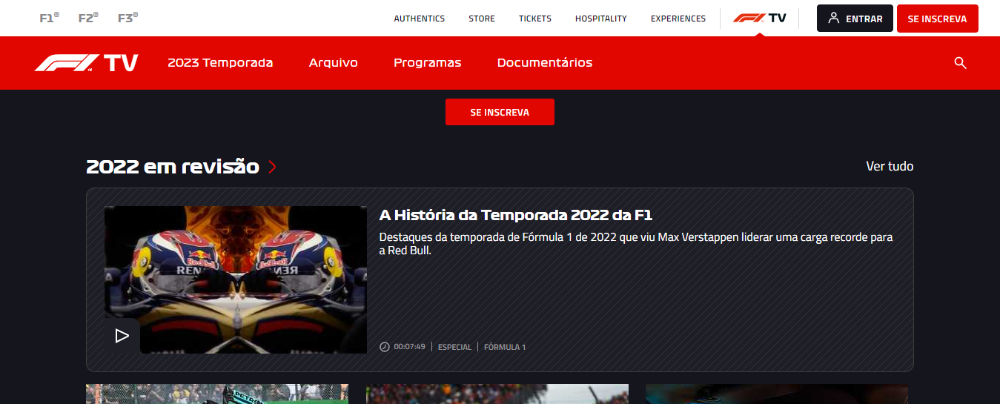 F1® F2® F3® AUTHENTICS STORE TICKETS HOSPITALITY EXPERIENCES F1 TV ENTRAR SE INSCREVA
F1 TV 2023 Temporada Arquivo Programas Documentários
SE INSCREVA
2022 em revisão Ver tudo
A História da Temporada 2022 da F1
Destaques da temporada de Fórmula 1 de 2022 que viu Max Verstappen liderar uma carga recorde para
a Red Bull.
Red Bull
00:07:49 ESPECIAL FÓRMULA 1
PETRON